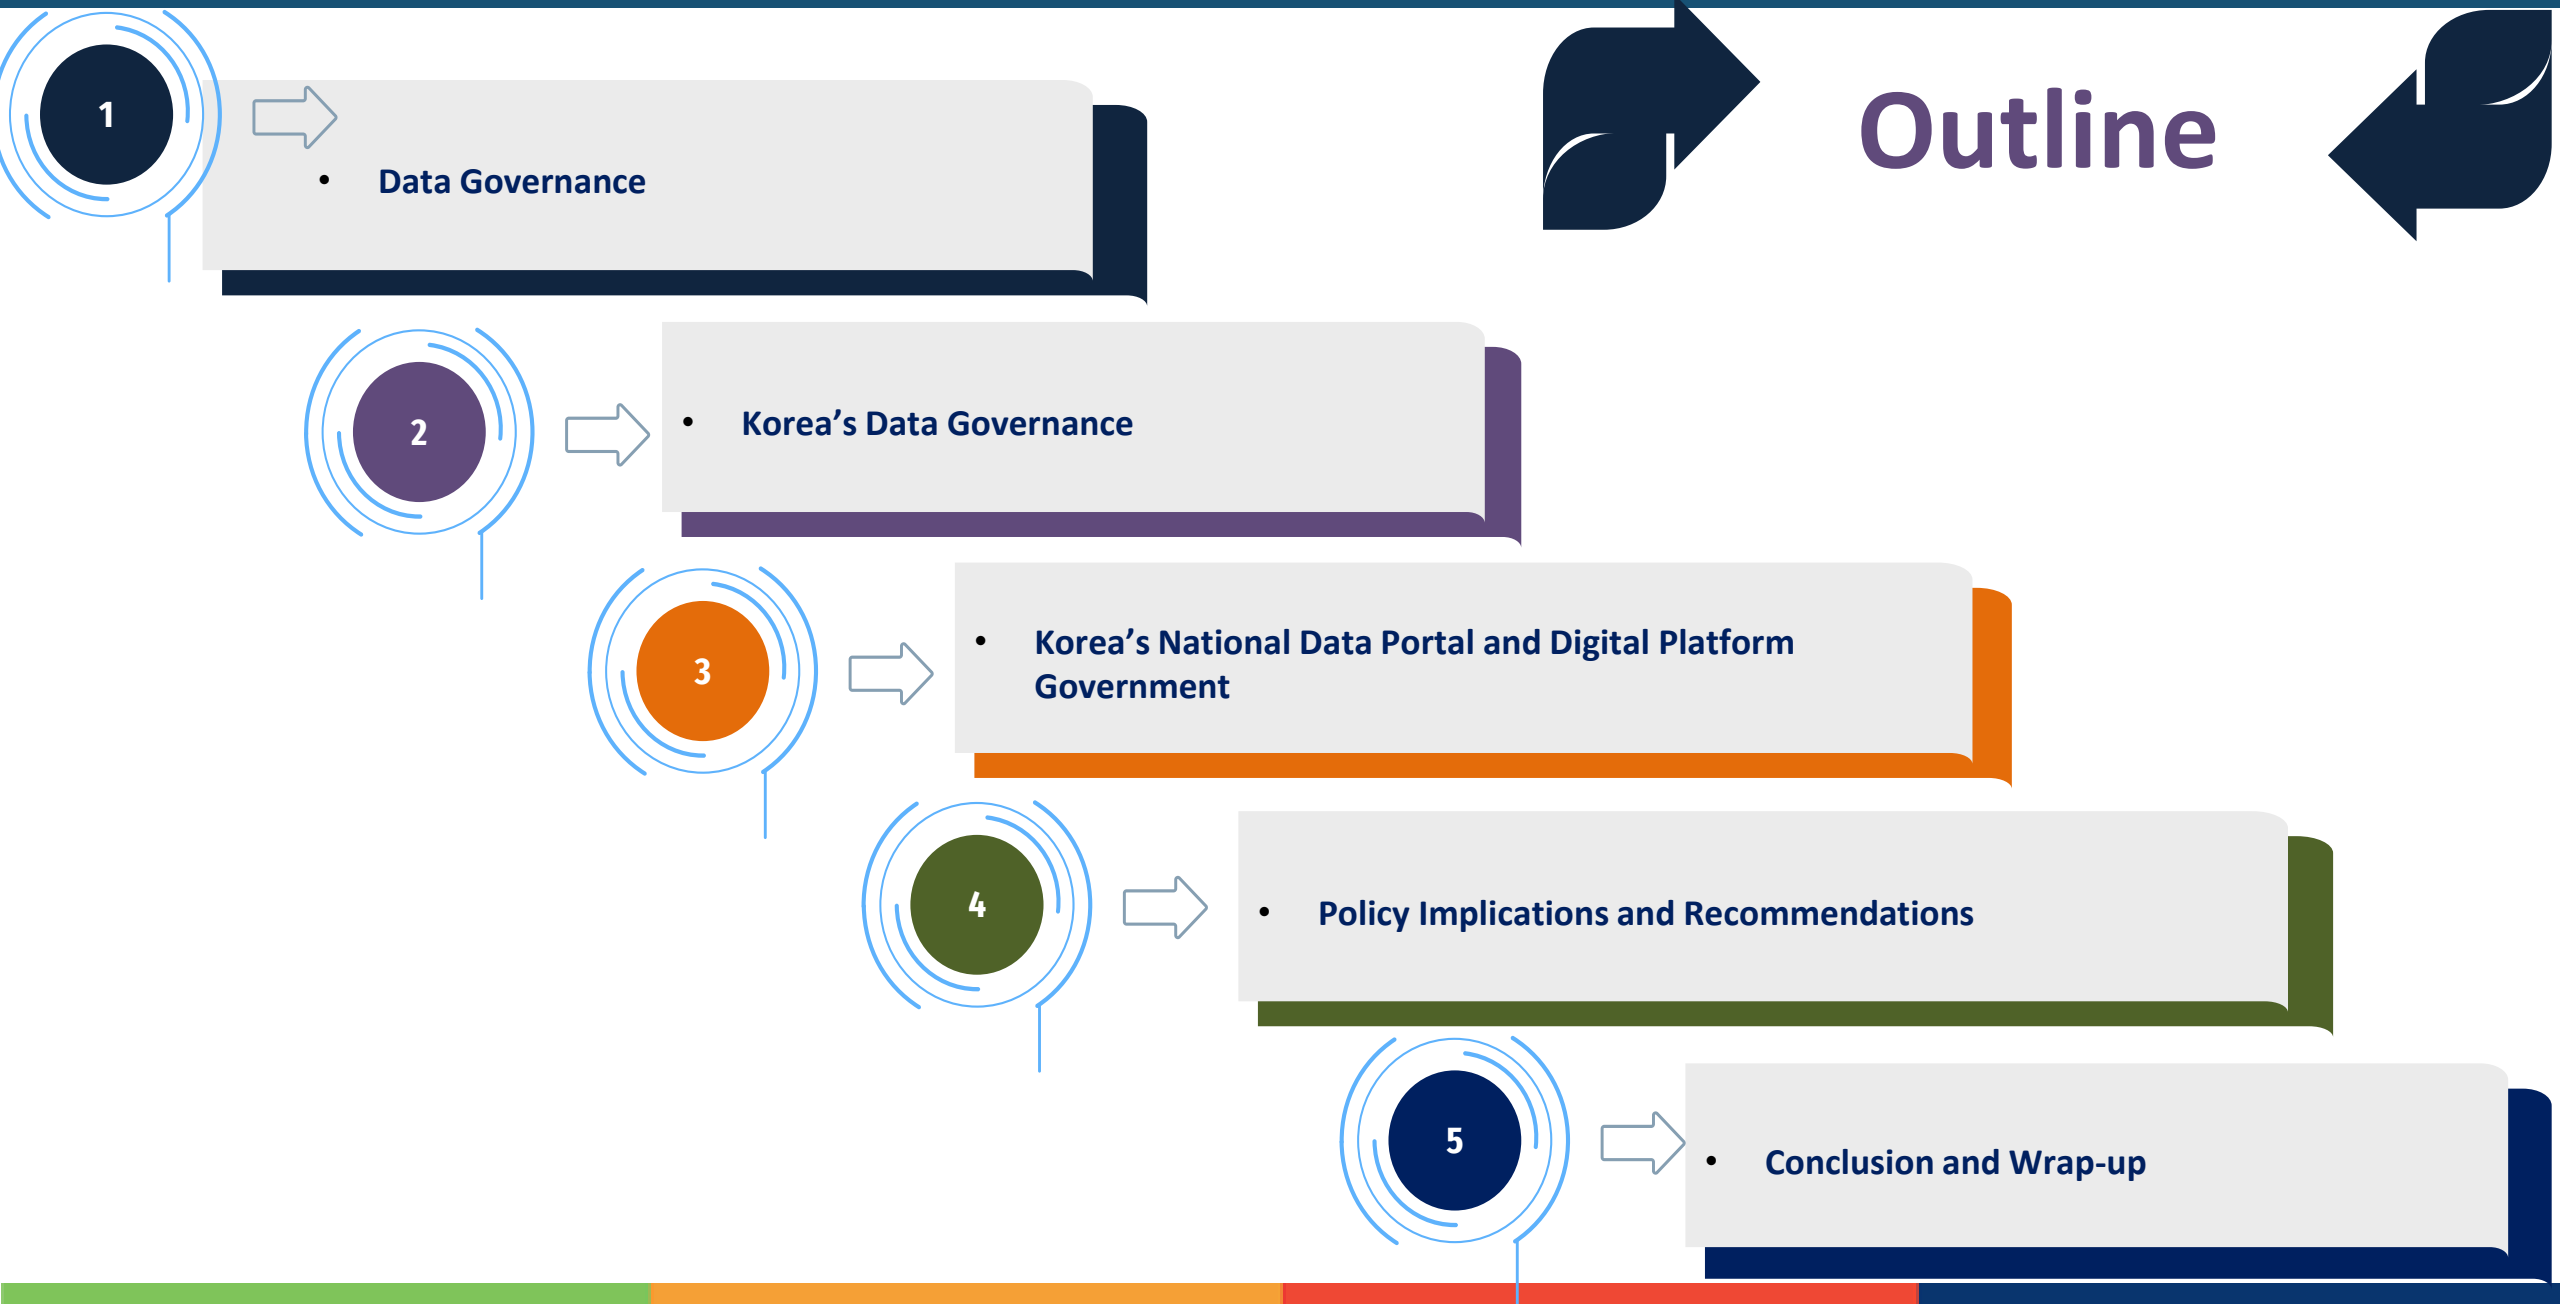 Outline
1
• Data Governance
2
• Korea’s Data Governance
3
• Korea’s National Data Portal and Digital Platform
Government
4
• Policy Implications and Recommendations
5
• Conclusion and Wrap-up